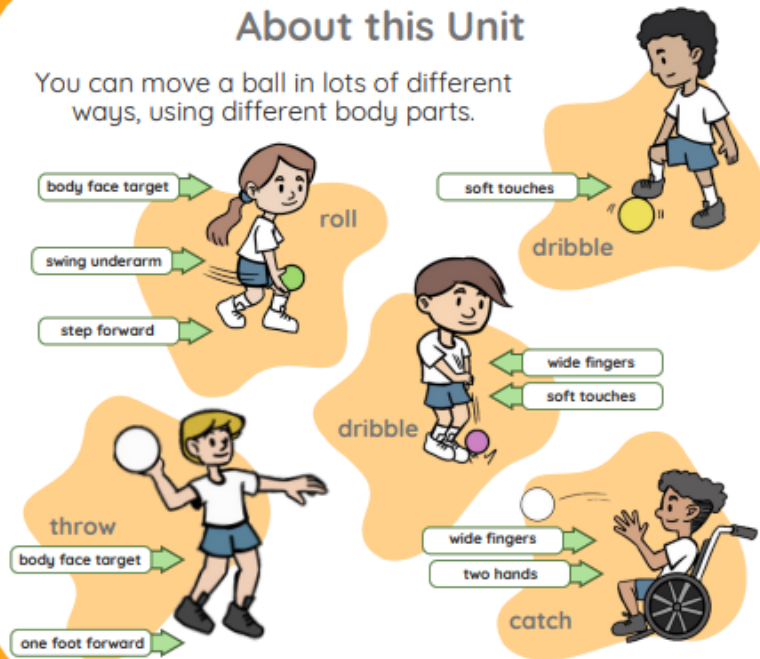 About this Unit
You can move a ball in lots of different
ways, using different body parts.
body face target
roll
swing underarm
step forward
soft touches
dribble
wide fingers
soft touches
dribble
throw
body face target
one foot forward
wide fingers
two hands
catch